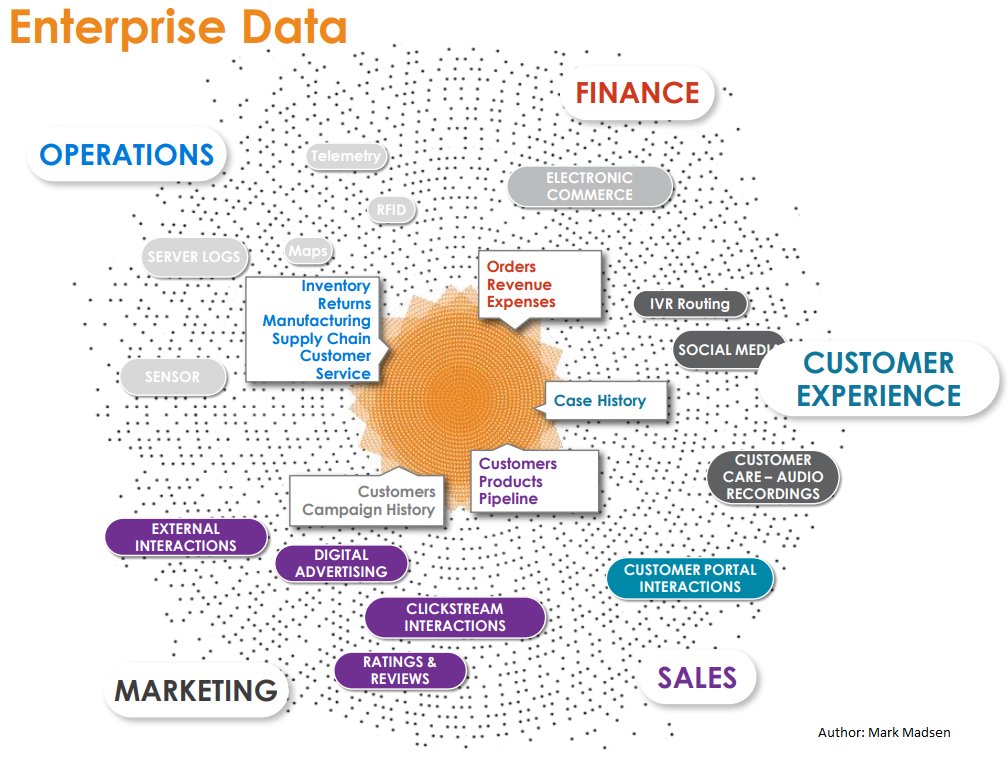 Enterprise Data
FINANCE
OPERATIONS
Telemetry
ELECTRONIC
COMMERCE
RFID
SERVER LOGS
Maps
Inventory
Returns
Manufacturing
Supply Chain
Customer
Service
Orders
Revenue
Expenses
IVR Routing
SOCIAL MEDIA
CUSTOMER
EXPERIENCE
SENSOR
Case History
Customers
Products
Pipeline
CUSTOMER
CARE – AUDIO
RECORDINGS
Customers
Campaign History
EXTERNAL
INTERACTIONS
DIGITAL
ADVERTISING
CUSTOMER PORTAL
INTERACTIONS
CLICKSTREAM
INTERACTIONS
RATINGS &
REVIEWS
MARKETING
SALES
Author: Mark Madsen